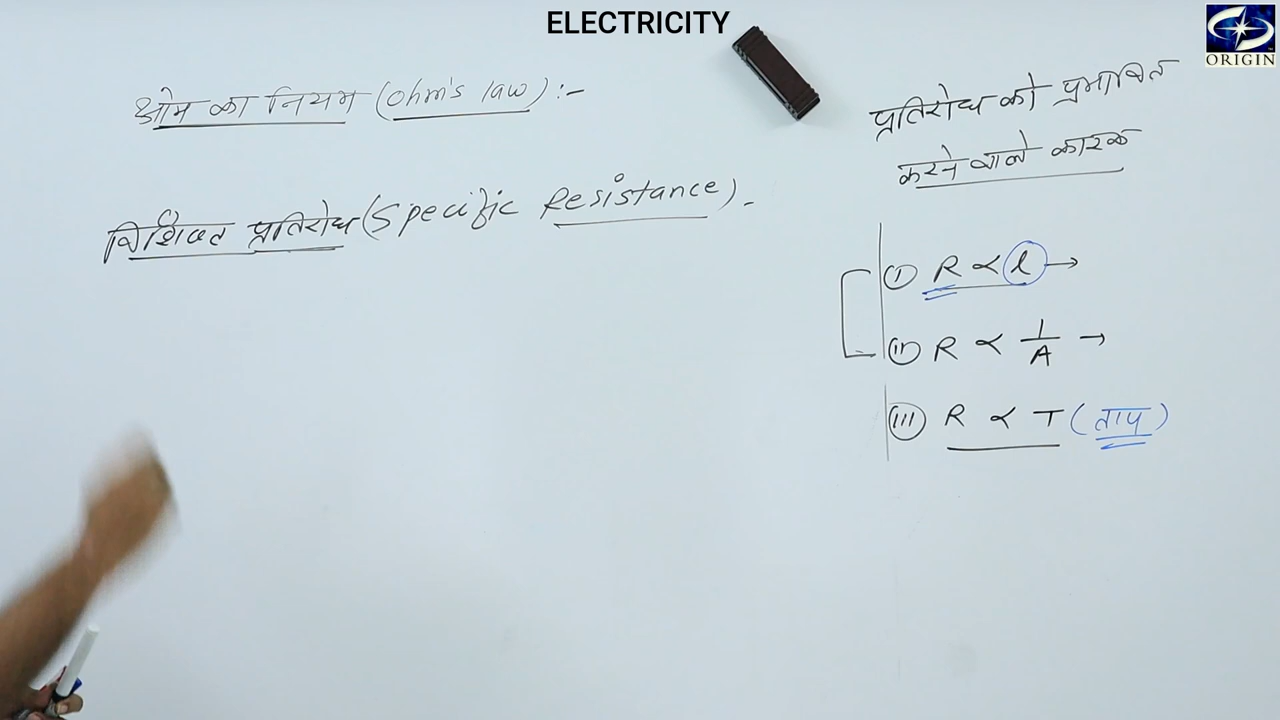 ELECTRICITY
ORIGIN
ओम का नियम (Ohm's law) :-
विशिष्ट प्रतिरोध (Specific Resistance) -
प्रतिरोध को प्रभावित
करने वाले कारक
(i) R ∝ l →
(ii) R ∝ 1/A →
(iii) R ∝ T (ताप)